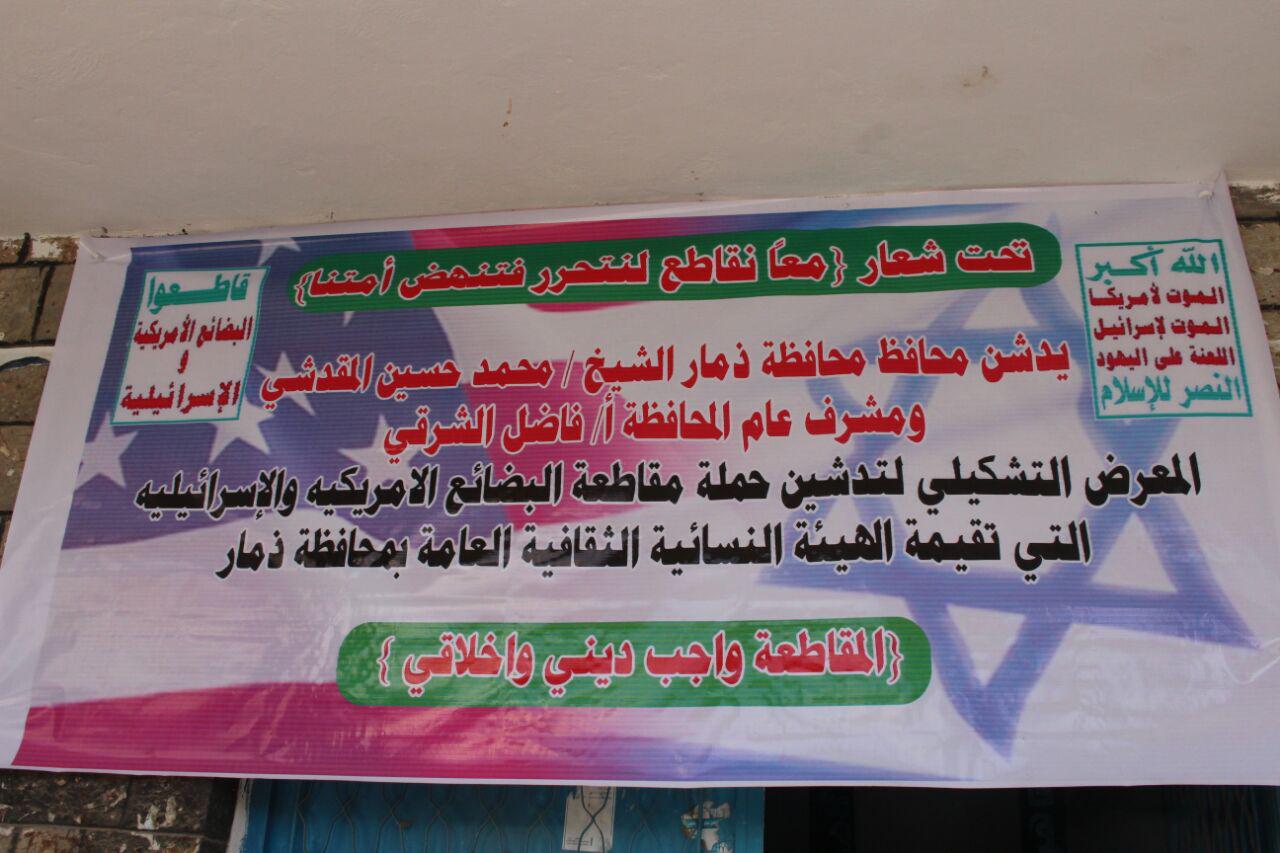 تحت شعار {معاً نقاطع لنتحرر فتنهض أمتنا}
الله أكبر
الموت لأمريكا
الموت لإسرائيل
اللعنة على اليهود
النصر للإسلام
قاطعوا
البضائع الأمريكية
و
الإسرائيلية
يدشن محافظ محافظة ذمار الشيخ / محمد حسين المقدشي
ومشرف عام المحافظة أ/ فاضل الشرقي
المعرض التشكيلي لتدشين حملة مقاطعة البضائع الامريكيه والإسرائيليه
التي تقيمة الهيئة النسائية الثقافية العامة بمحافظة ذمار
{المقاطعة واجب ديني واخلاقي }